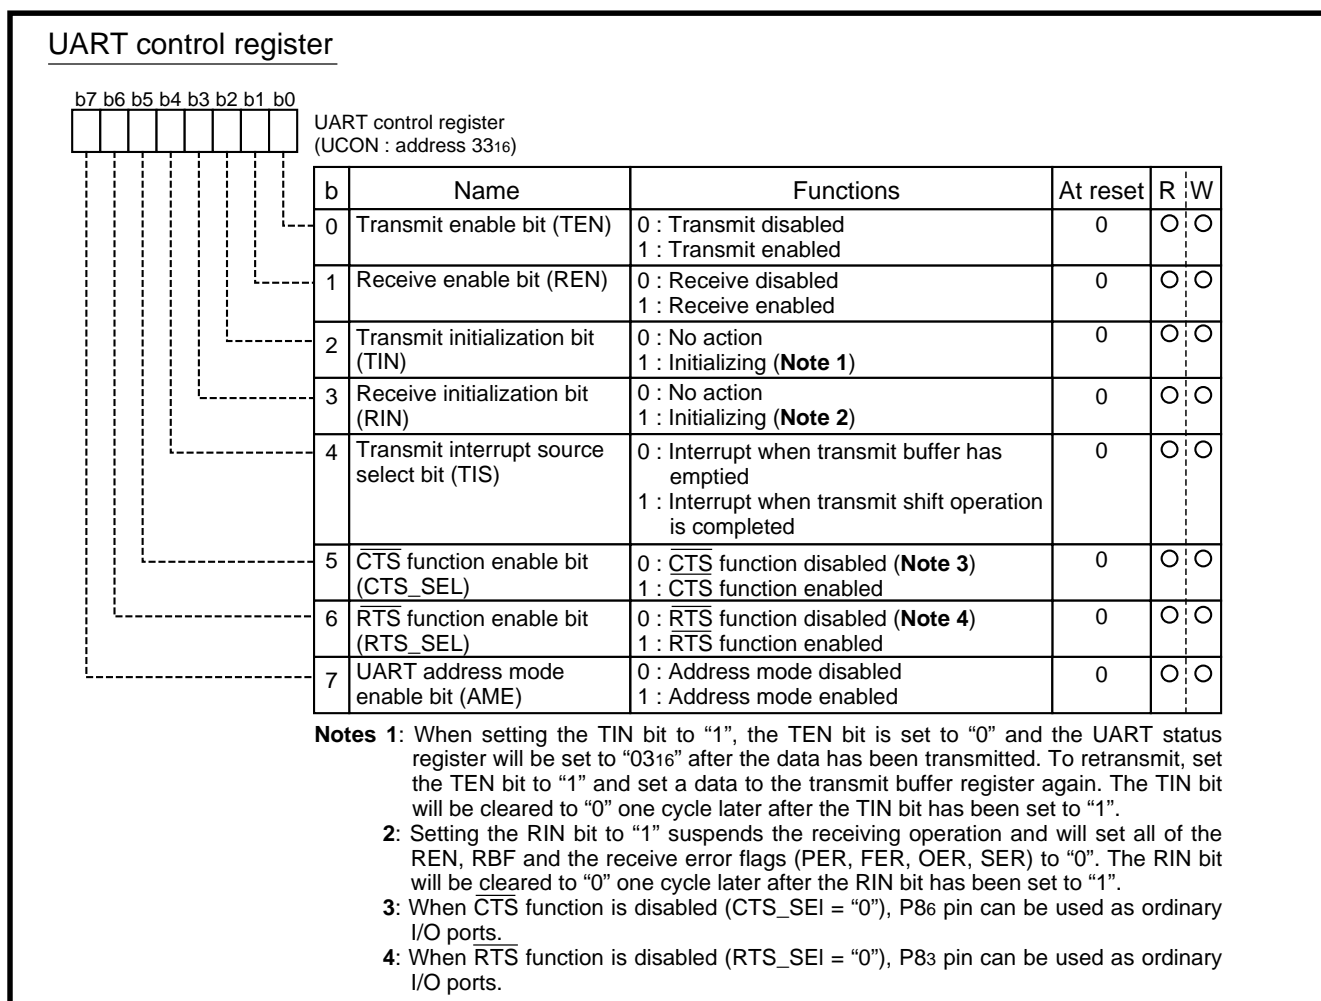 UART control register
b7 b6 b5 b4 b3 b2 b1 b0
UART control register
(UCON : address 3316)
b Name Functions At reset R W
0 Transmit enable bit (TEN) 0 : Transmit disabled 0 O O
1 : Transmit enabled
1 Receive enable bit (REN) 0 : Receive disabled 0 O O
1 : Receive enabled
2 Transmit initialization bit 0 : No action 0 O O
(TIN) 1 : Initializing (Note 1)
3 Receive initialization bit 0 : No action 0 O O
(RIN) 1 : Initializing (Note 2)
4 Transmit interrupt source 0 : Interrupt when transmit buffer has 0 O O
select bit (TIS) emptied
1 : Interrupt when transmit shift operation
is completed
5 CTS function enable bit 0 : CTS function disabled (Note 3) 0 O O
(CTS_SEL) 1 : CTS function enabled
6 RTS function enable bit 0 : RTS function disabled (Note 4) 0 O O
(RTS_SEL) 1 : RTS function enabled
7 UART address mode 0 : Address mode disabled 0 O O
enable bit (AME) 1 : Address mode enabled
Notes 1: When setting the TIN bit to “1”, the TEN bit is set to “0” and the UART status
register will be set to “0316” after the data has been transmitted. To retransmit, set
the TEN bit to “1” and set a data to the transmit buffer register again. The TIN bit
will be cleared to “0” one cycle later after the TIN bit has been set to “1”.
2: Setting the RIN bit to “1” suspends the receiving operation and will set all of the
REN, RBF and the receive error flags (PER, FER, OER, SER) to “0”. The RIN bit
will be cleared to “0” one cycle later after the RIN bit has been set to “1”.
3: When CTS function is disabled (CTS_SEl = “0”), P86 pin can be used as ordinary
I/O ports.
4: When RTS function is disabled (RTS_SEl = “0”), P83 pin can be used as ordinary
I/O ports.